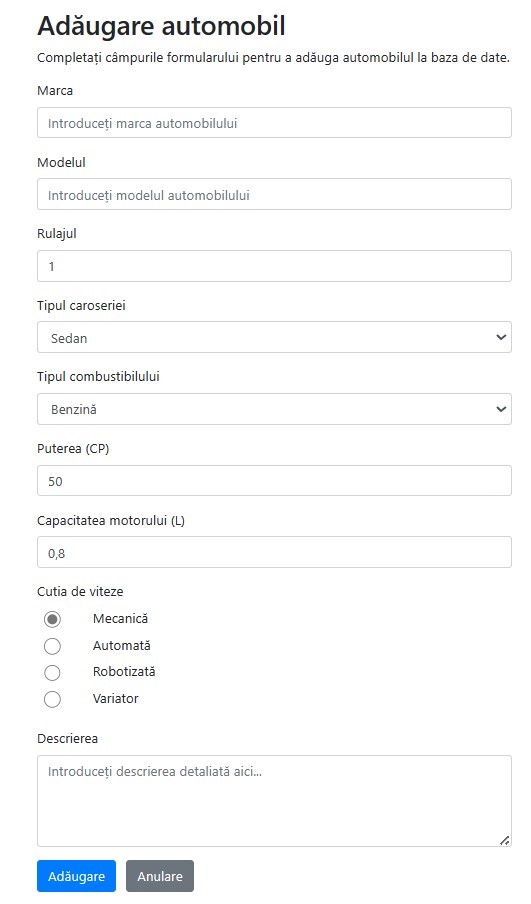 Adăugare automobil
Completați câmpurile formularului pentru a adăuga automobilul la baza de date.
Marca
Introduceți marca automobilului
Modelul
Introduceți modelul automobilului
Rulajul
1
Tipul caroseriei
Sedan
Tipul combustibilului
Benzină
Puterea (CP)
50
Capacitatea motorului (L)
0,8
Cutia de viteze
Mecanică
Automată
Robotizată
Variator
Descrierea
Introduceți descrierea detaliată aici...
Adăugare Anulare